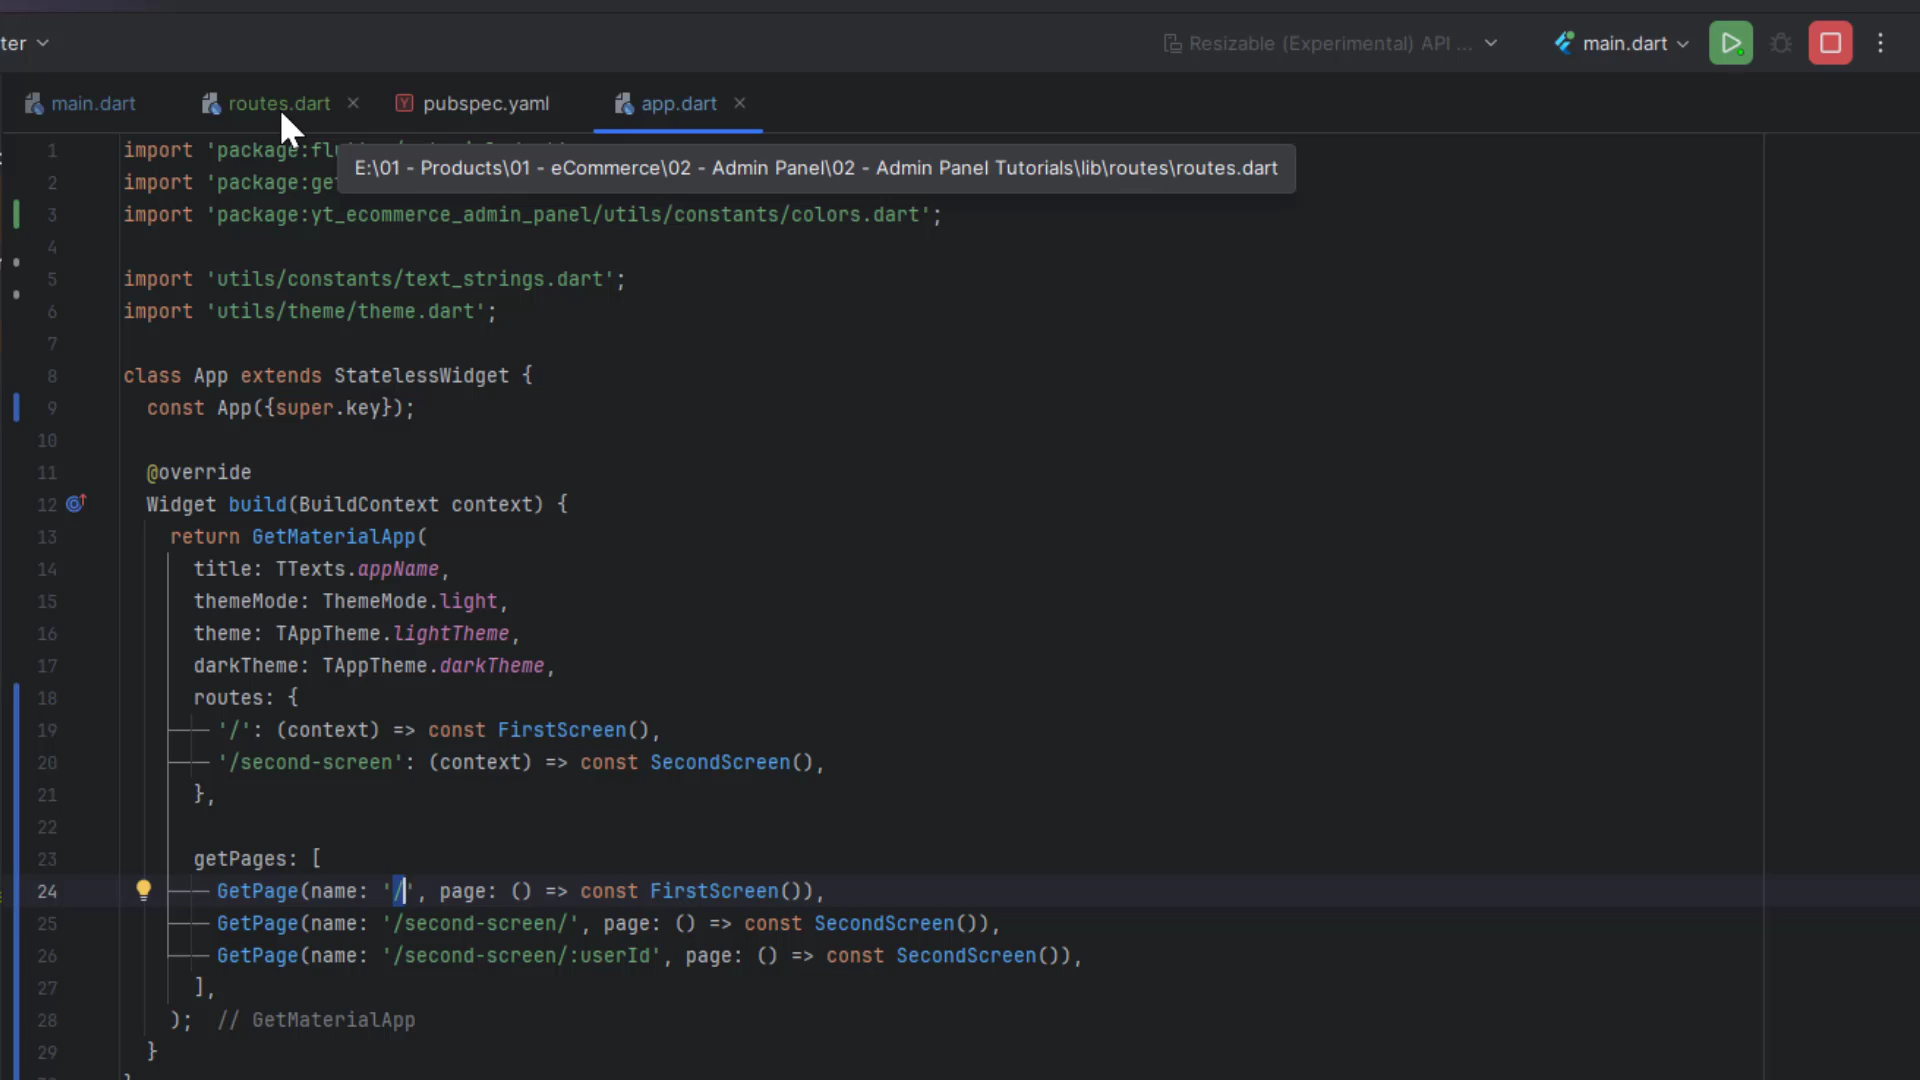 ter
Resizable (Experimental) API ...
main.dart
main.dart
routes.dart
pubspec.yaml
app.dart
1 import 'package:flu
E:\01 - Products\01 - eCommerce\02 - Admin Panel\02 - Admin Panel Tutorials\lib\routes\routes.dart
2 import 'package:get
3 import 'package:yt_ecommerce_admin_panel/utils/constants/colors.dart';
4
5 import 'utils/constants/text_strings.dart';
6 import 'utils/theme/theme.dart';
7
8 class App extends StatelessWidget {
9 const App({super.key});
10
11 @override
12 Widget build(BuildContext context) {
13 return GetMaterialApp(
14 title: TTexts.appName,
15 themeMode: ThemeMode.light,
16 theme: TAppTheme.lightTheme,
17 darkTheme: TAppTheme.darkTheme,
18 routes: {
19 '/': (context) => const FirstScreen(),
20 '/second-screen': (context) => const SecondScreen(),
21 },
22
23 getPages: [
24 GetPage(name: '/', page: () => const FirstScreen()),
25 GetPage(name: '/second-screen/', page: () => const SecondScreen()),
26 GetPage(name: '/second-screen/:userId', page: () => const SecondScreen()),
27 ],
28 ); // GetMaterialApp
29 }